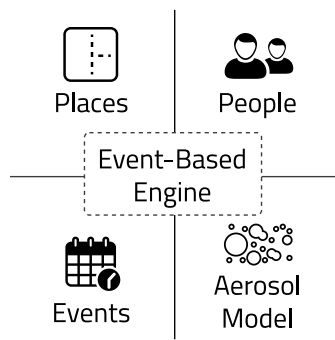 Places
People
Event-Based
Engine
Events
Aerosol
Model